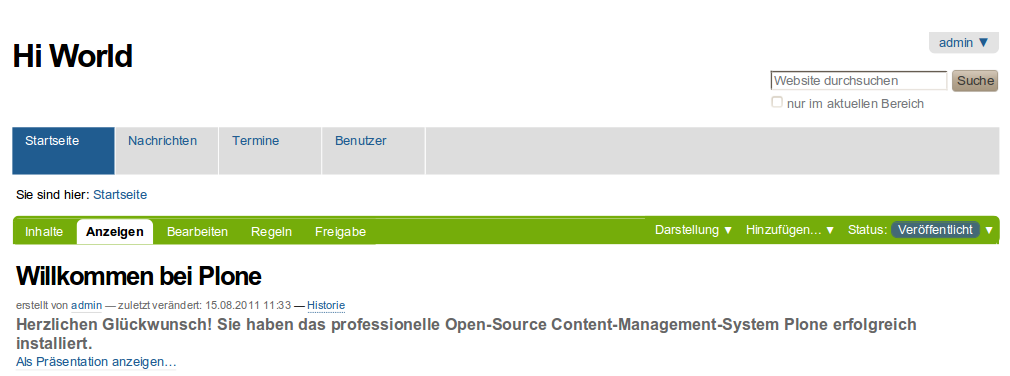 Hi World
admin ▼
Website durchsuchen Suche
nur im aktuellen Bereich
Startseite Nachrichten Termine Benutzer
Sie sind hier: Startseite
Inhalte Anzeigen Bearbeiten Regeln Freigabe Darstellung ▼ Hinzufügen... ▼ Status: Veröffentlicht ▼
Willkommen bei Plone
erstellt von admin — zuletzt verändert: 15.08.2011 11:33 — Historie
Herzlichen Glückwunsch! Sie haben das professionelle Open-Source Content-Management-System Plone erfolgreich
installiert.
Als Präsentation anzeigen...